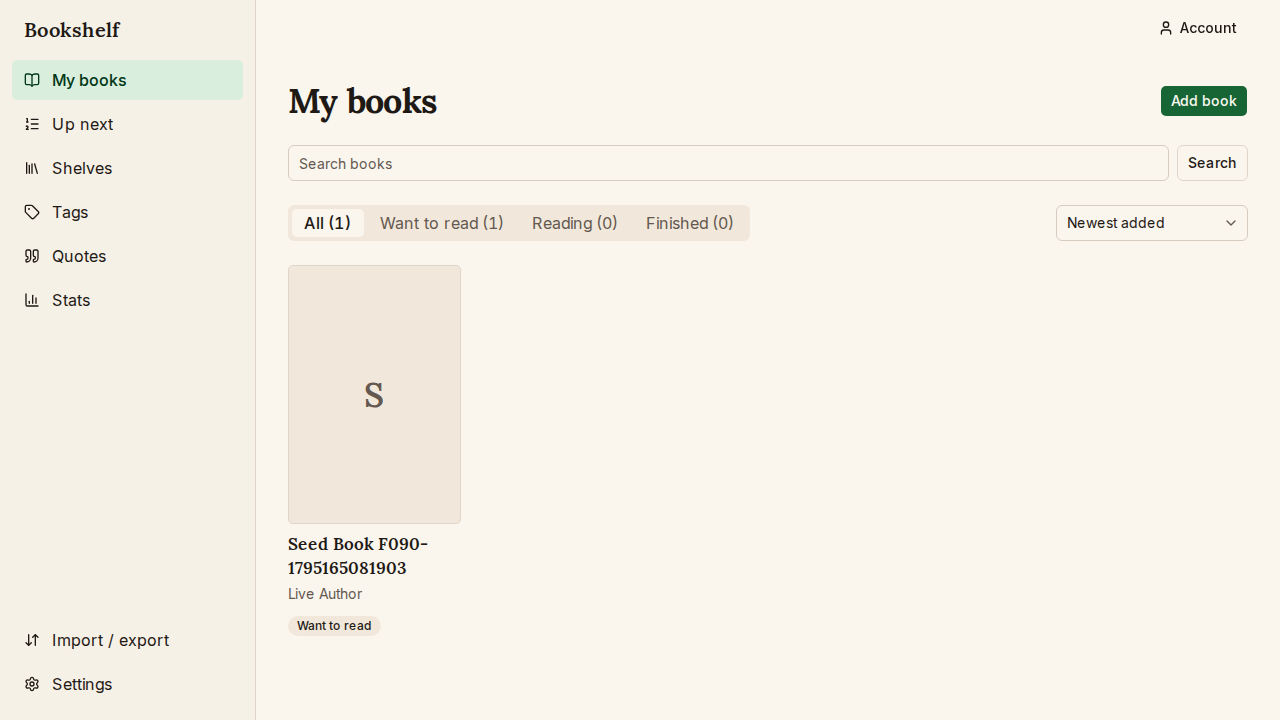 Bookshelf
My books
Up next
Shelves
Tags
Quotes
Stats
Import / export
Settings
Account
My books
Add book
Search books
Search
All (1)
Want to read (1)
Reading (0)
Finished (0)
Newest added
S
Seed Book F090-
1795165081903
Live Author
Want to read